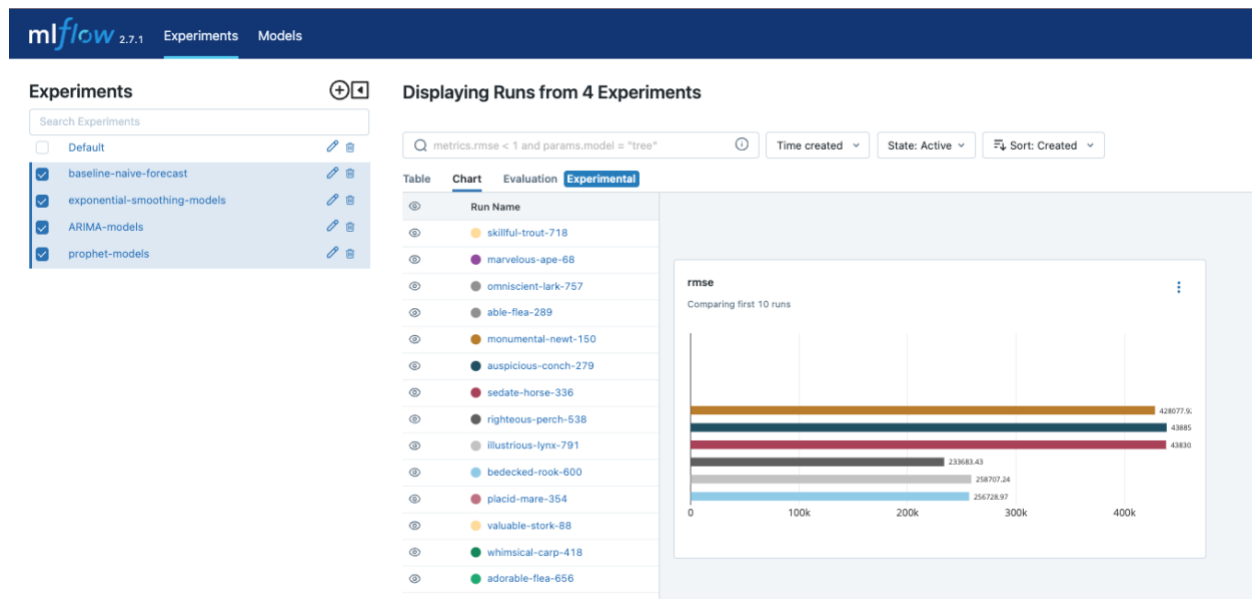 mlflow 2.7.1 Experiments Models
Experiments
Search Experiments
Default
baseline-naive-forecast
exponential-smoothing-models
ARIMA-models
prophet-models
Displaying Runs from 4 Experiments
metrics.rmse < 1 and params.model = "tree"
Time created
State: Active
Sort: Created
Table Chart Evaluation Experimental
Run Name
skillful-trout-718
marvelous-ape-68
omniscient-lark-757
able-flea-289
monumental-newt-150
auspicious-conch-279
sedate-horse-336
righteous-perch-538
illustrious-lynx-791
bedecked-rook-600
placid-mare-354
valuable-stork-88
whimsical-carp-418
adorable-flea-656
rmse
Comparing first 10 runs
428077.9
43885
43830
233683.43
258707.24
256728.97
0 100k 200k 300k 400k